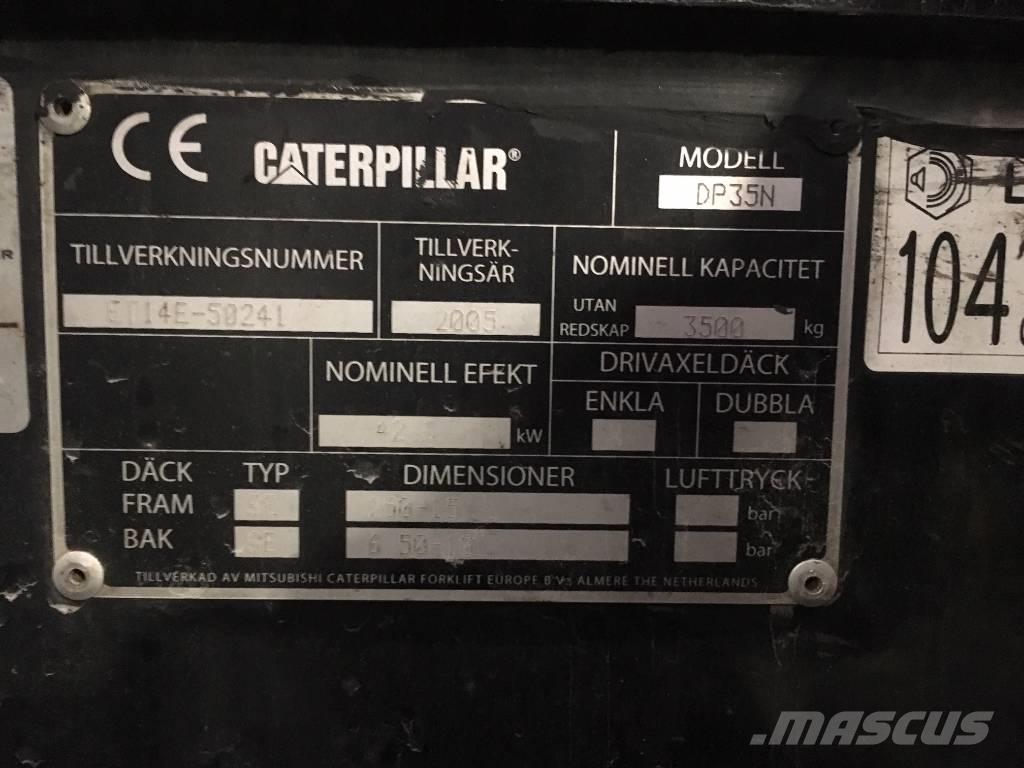 CE CATERPILLAR®
MODELL
DP35N
TILLVERKNINGSNUMMER
ET14E-50241
TILLVERK-
NINGSÅR
2005
NOMINELL KAPACITET
UTAN
REDSKAP 3500 kg
NOMINELL EFEKT
kW
DRIVAXELDÄCK
ENKLA DUBBLA
DÄCK TYP DIMENSIONER LUFTTRYCK
FRAM bar
BAK bar
TILLVERKAD AV MITSUBISHI CATERPILLAR FORKLIFT EUROPE B.V. ALMERE THE NETHERLANDS
104
MASCUS